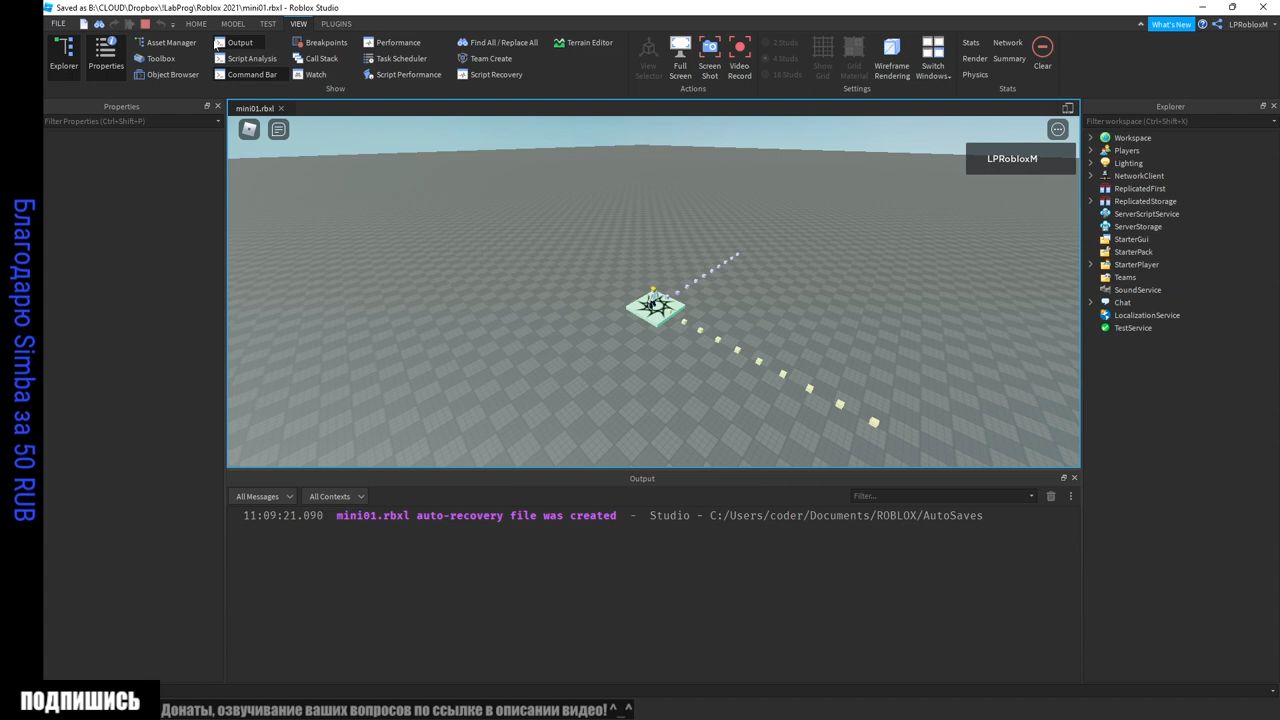 Saved as B:\CLOUD\Dropbox\!LabProg\Roblox 2021\mini01.rbxl - Roblox Studio
FILE HOME MODEL VIEW TEST VIEW PLUGINS What's New LPRobloxM
Explorer
Properties
Asset Manager
Toolbox
Object Browser
Output
Script Analysis
Command Bar
Breakpoints
Call Stack
Watch
Performance
Task Scheduler
Script Performance
Find All / Replace All
Team Create
Script Recovery
Terrain Editor
Show
View Selector
Full Screen
Screen Shot
Video Record
Actions
2 Studs
4 Studs
16 Studs
Show Grid
Grid Material
Wireframe Rendering
Switch Windows
Settings
Stats
Render
Physics
Network
Summary
Clear
Stats
Properties
Filter Properties (Ctrl+Shift+P)
mini01.rbxl
LPRobloxM
Explorer
Filter workspace (Ctrl+Shift+X)
Workspace
Players
Lighting
NetworkClient
ReplicatedFirst
ReplicatedStorage
ServerScriptService
ServerStorage
StarterGui
StarterPack
StarterPlayer
Teams
SoundService
Chat
LocalizationService
TestService
Output
All Messages
All Contexts
Filter...
11:09:21.090 mini01.rbxl auto-recovery file was created - Studio - C:/Users/coder/Documents/ROBLOX/AutoSaves
Благодарю Simba за 50 RUB
подпишись
Донаты, озвучивание ваших вопросов по ссылке в описании видео! ^_^